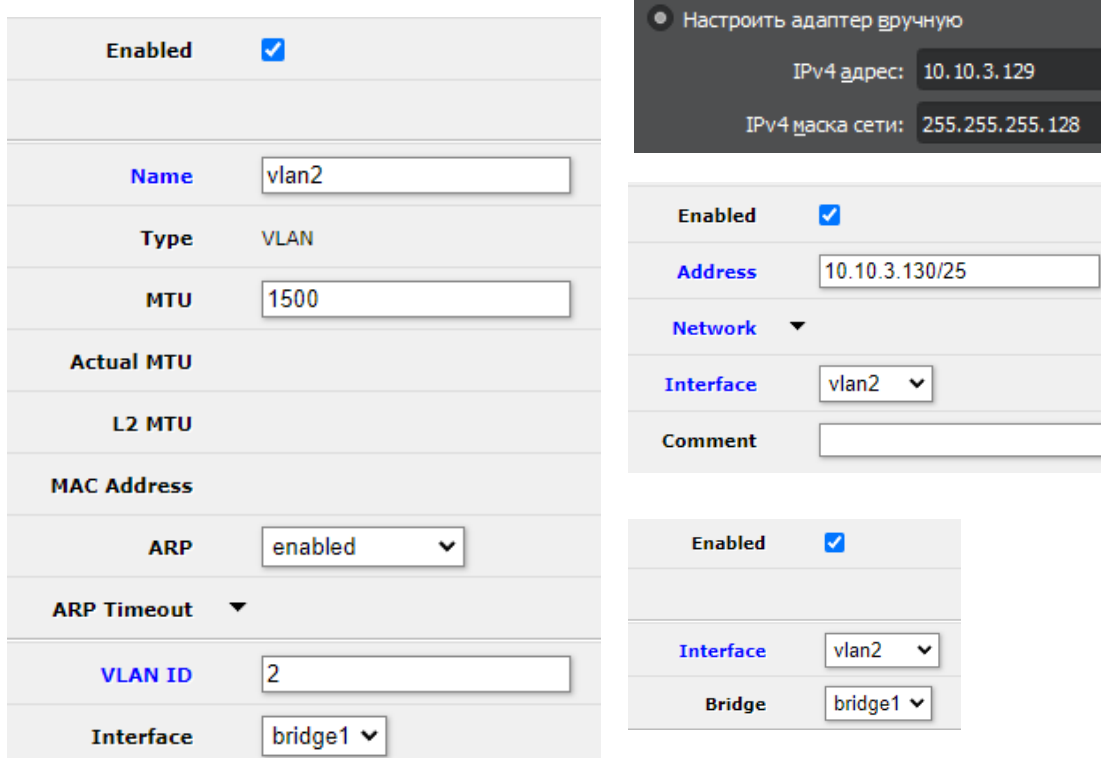 Enabled
Name vlan2
Type VLAN
MTU 1500
Actual MTU
L2 MTU
MAC Address
ARP enabled
ARP Timeout
VLAN ID 2
Interface bridge1
Настроить адаптер вручную
IPv4 адрес: 10.10.3.129
IPv4 маска сети: 255.255.255.128
Enabled
Address 10.10.3.130/25
Network
Interface vlan2
Comment
Enabled
Interface vlan2
Bridge bridge1